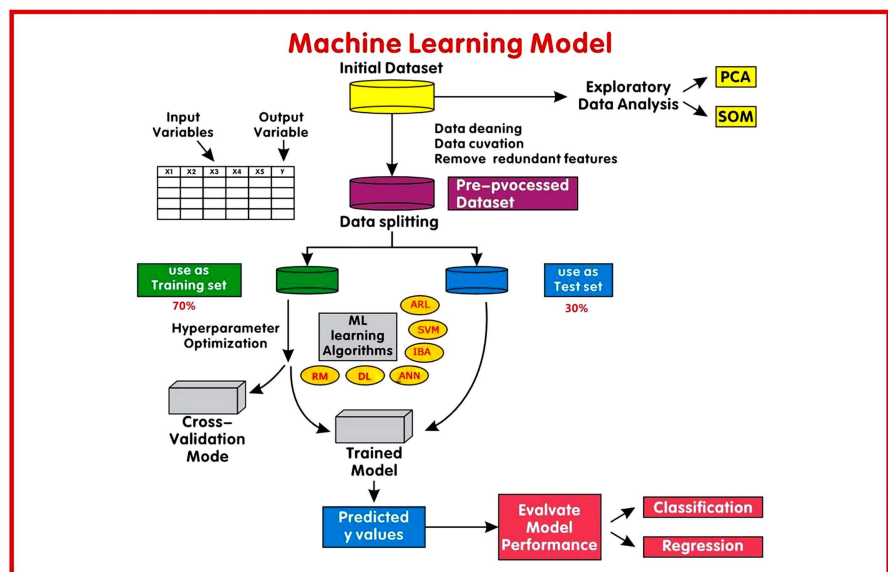 Machine Learning Model
Initial Dataset
Exploratory
Data Analysis
PCA
SOM
Input
Variables
Output
Variable
X1 X2 X3 X4 X5 Y
Data deaning
Data cuvation
Remove redundant features
Pre-pvocessed
Dataset
Data splitting
use as
Training set
70%
use as
Test set
30%
Hyperparameter
Optimization
ML
learning
Algorithms
ARL
SVM
IBA
RM
DL
ANN
Cross-
Validation
Mode
Trained
Model
Predicted
y values
Evalvate
Model
Performance
Classification
Regression